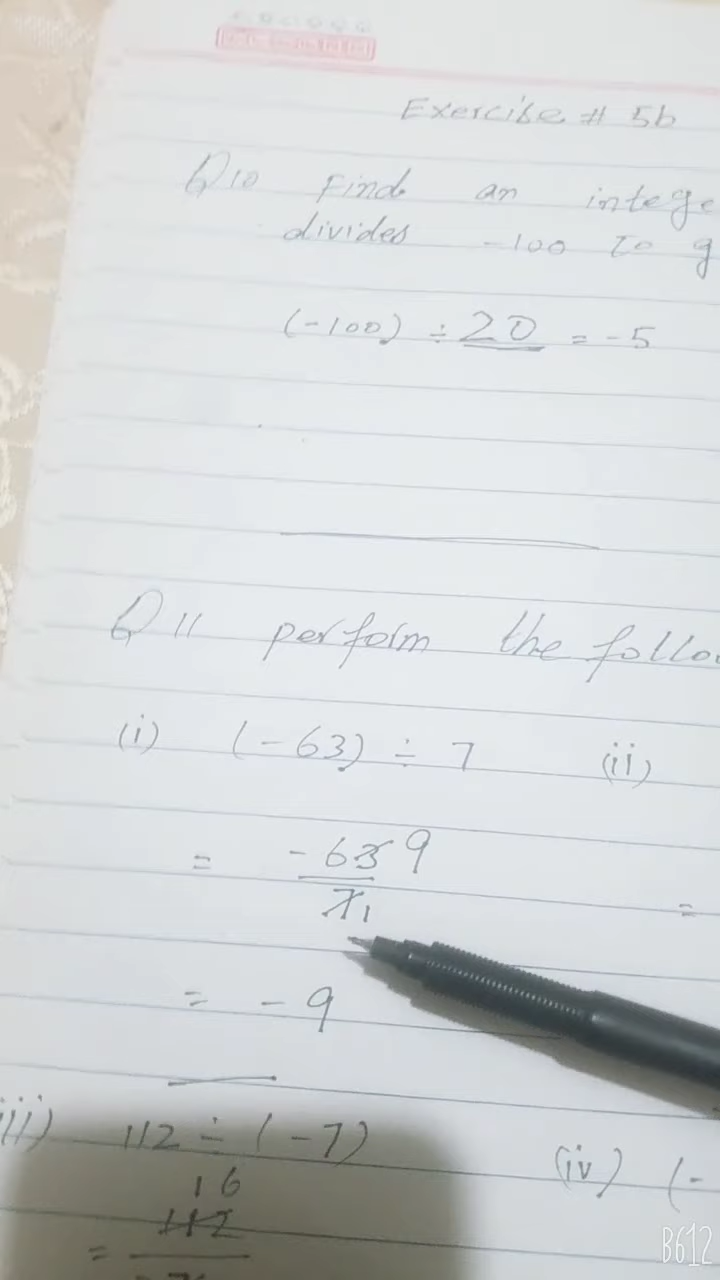 Exercise # 5b
Q10 Find an intege
divides -100 to g
(-100) ÷ 20 = -5
Q11 perform the follo
(i) (-63) ÷ 7 (ii)
= -63 9
7 1 =
= -9
iii) 112 ÷ (-7) (iv) (-
16
112
=
B612